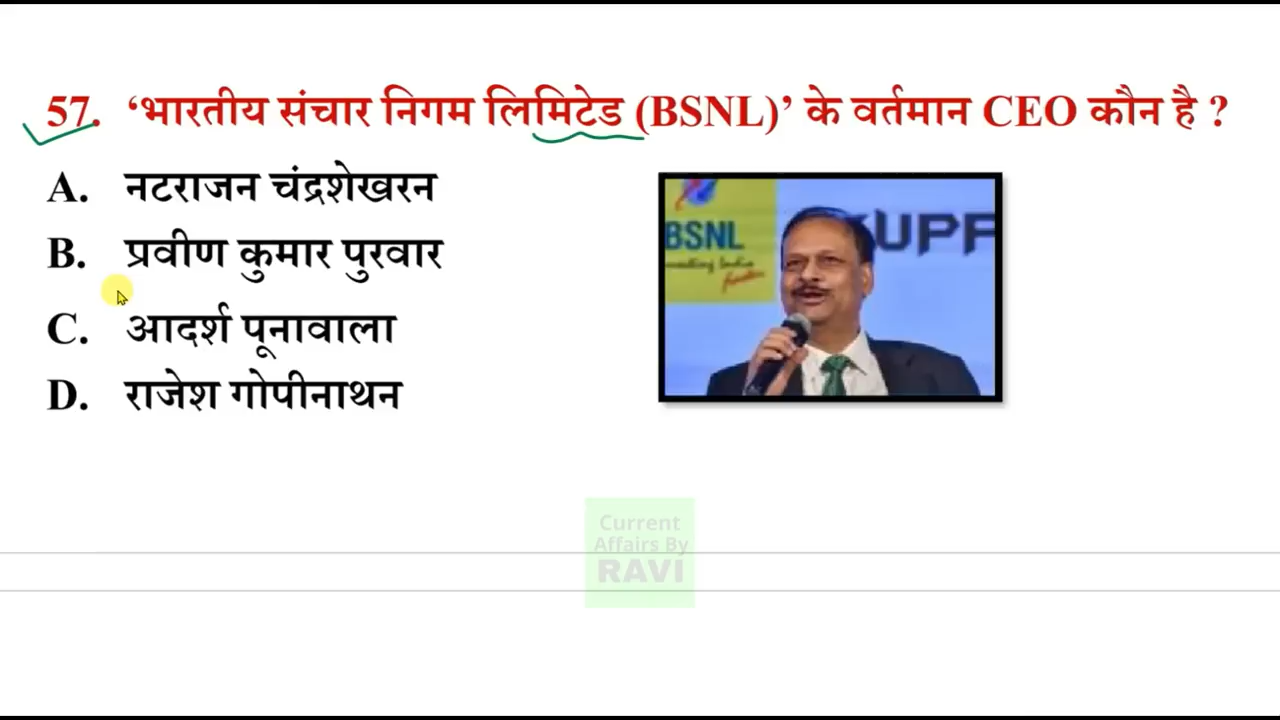 57. ‘भारतीय संचार निगम लिमिटेड (BSNL)’ के वर्तमान CEO कौन है ?
A. नटराजन चंद्रशेखरन
B. प्रवीण कुमार पुरवार
C. आदर्श पूनावाला
D. राजेश गोपीनाथन
BSNL
Current
Affairs By
RAVI